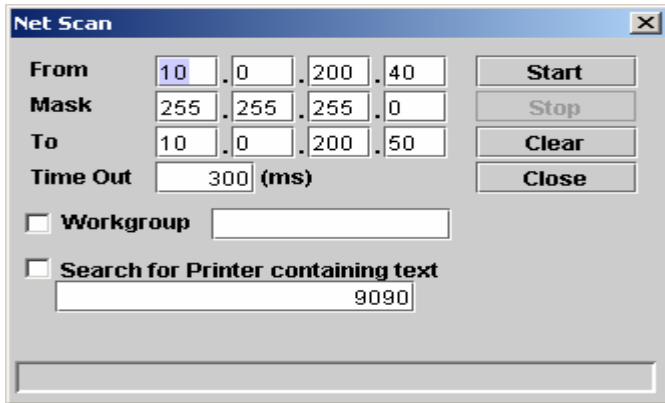 Net Scan
From 10 . 0 . 200 . 40 Start
Mask 255 . 255 . 255 . 0 Stop
To 10 . 0 . 200 . 50 Clear
Time Out 300 (ms) Close
Workgroup
Search for Printer containing text
9090